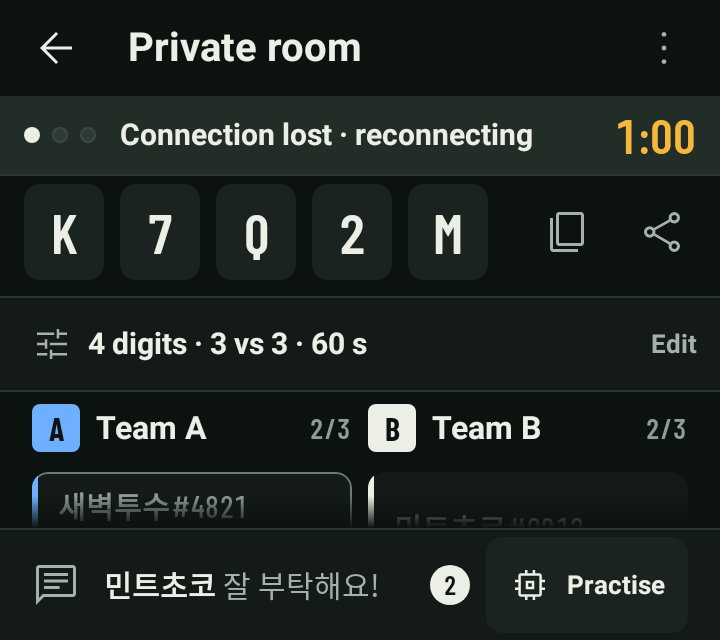 Private room
Connection lost · reconnecting 1:00
K 7 Q 2 M
4 digits · 3 vs 3 · 60 s Edit
A Team A 2/3 B Team B 2/3
새벽투수#4821
민트초코 잘 부탁해요! 2 Practise